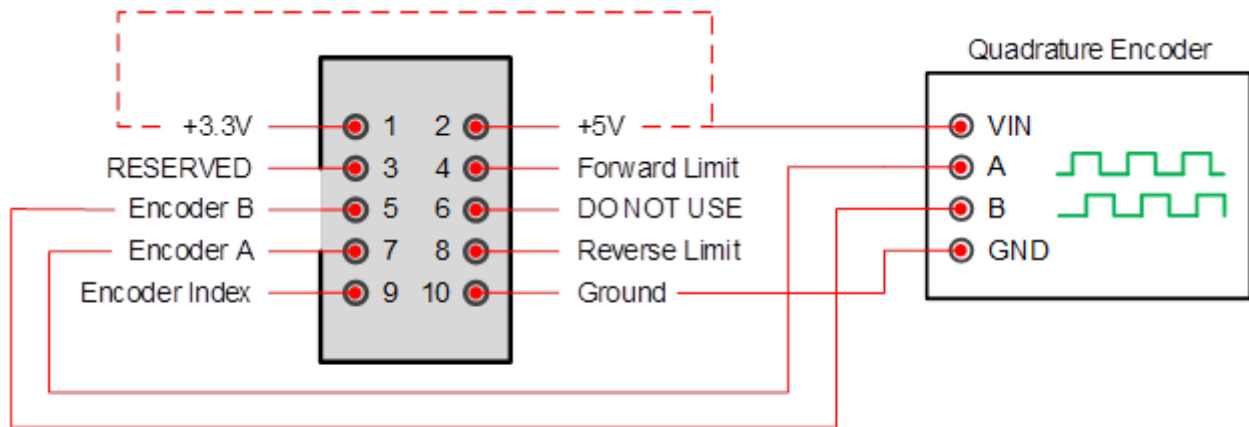 Quadrature Encoder
+3.3V 1 2 +5V VIN
RESERVED 3 4 Forward Limit A
Encoder B 5 6 DO NOT USE B
Encoder A 7 8 Reverse Limit GND
Encoder Index 9 10 Ground